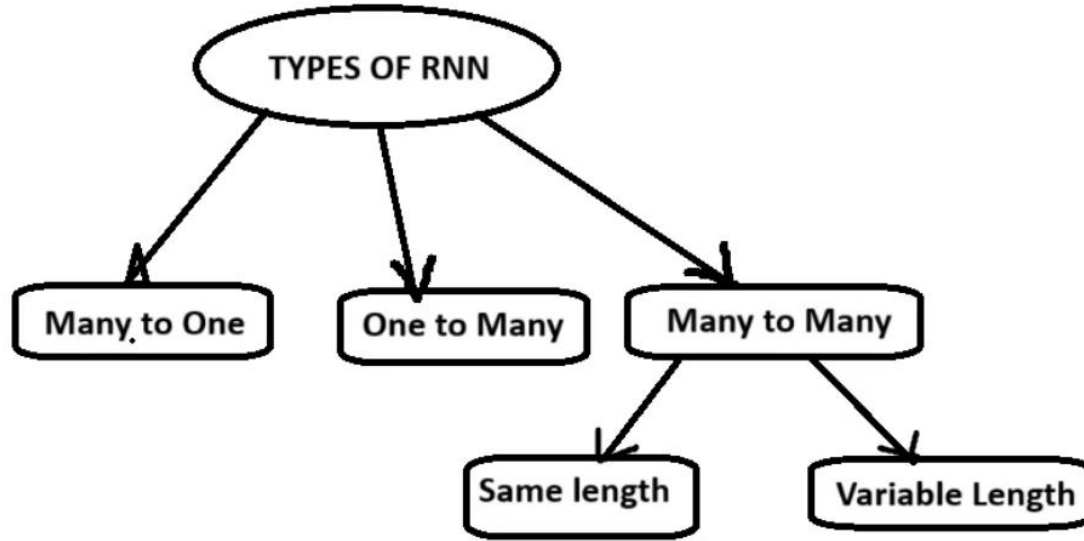 TYPES OF RNN
Many to One
One to Many
Many to Many
Same length
Variable Length